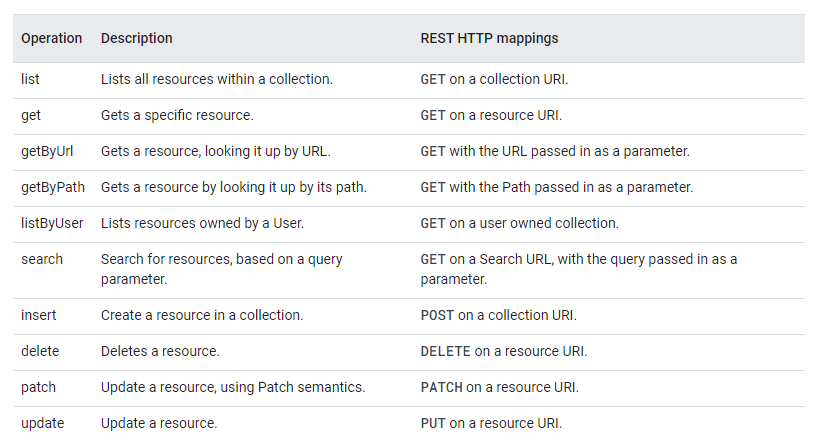 Operation Description REST HTTP mappings
list Lists all resources within a collection. GET on a collection URI.
get Gets a specific resource. GET on a resource URI.
getByUrl Gets a resource, looking it up by URL. GET with the URL passed in as a parameter.
getByPath Gets a resource by looking it up by its path. GET with the Path passed in as a parameter.
listByUser Lists resources owned by a User. GET on a user owned collection.
search Search for resources, based on a query GET on a Search URL, with the query passed in as a
parameter. parameter.
insert Create a resource in a collection. POST on a collection URI.
delete Deletes a resource. DELETE on a resource URI.
patch Update a resource, using Patch semantics. PATCH on a resource URI.
update Update a resource. PUT on a resource URI.